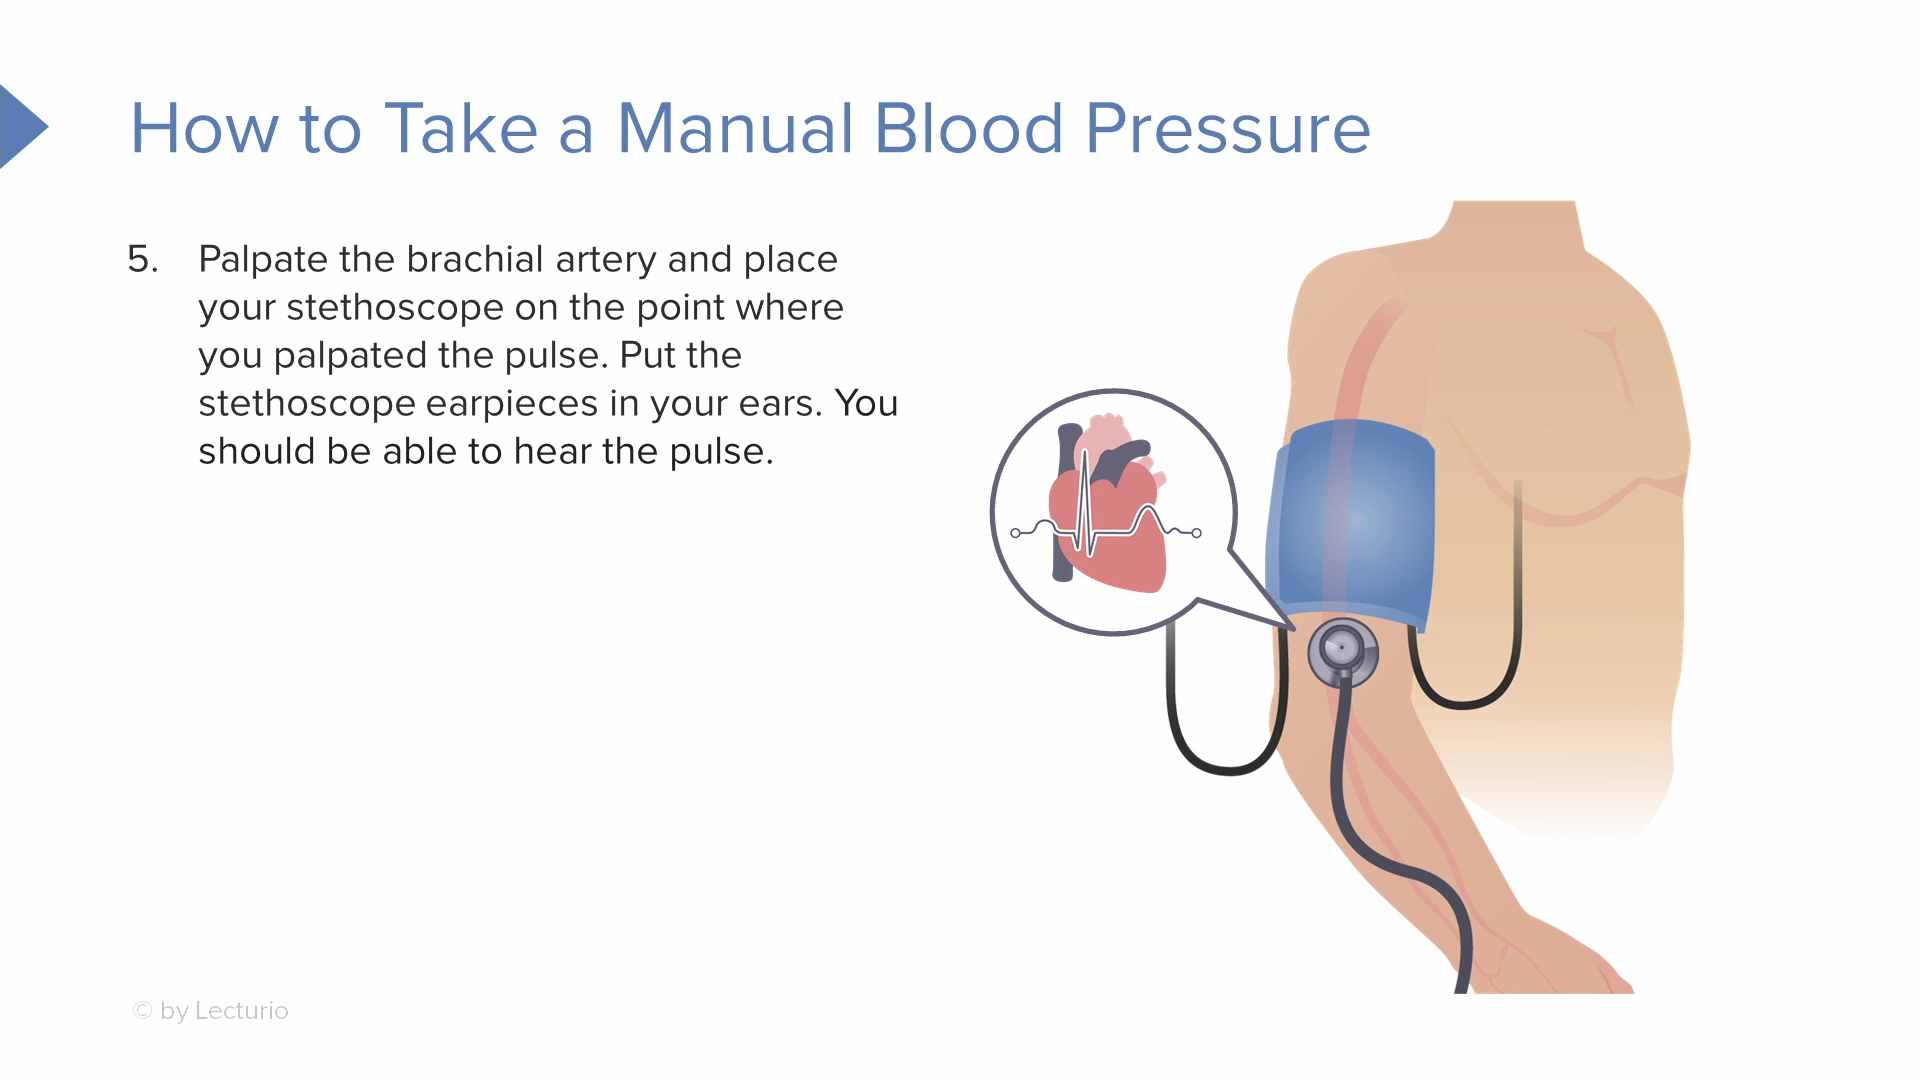 How to Take a Manual Blood Pressure
5. Palpate the brachial artery and place
your stethoscope on the point where
you palpated the pulse. Put the
stethoscope earpieces in your ears. You
should be able to hear the pulse.
© by Lecturio